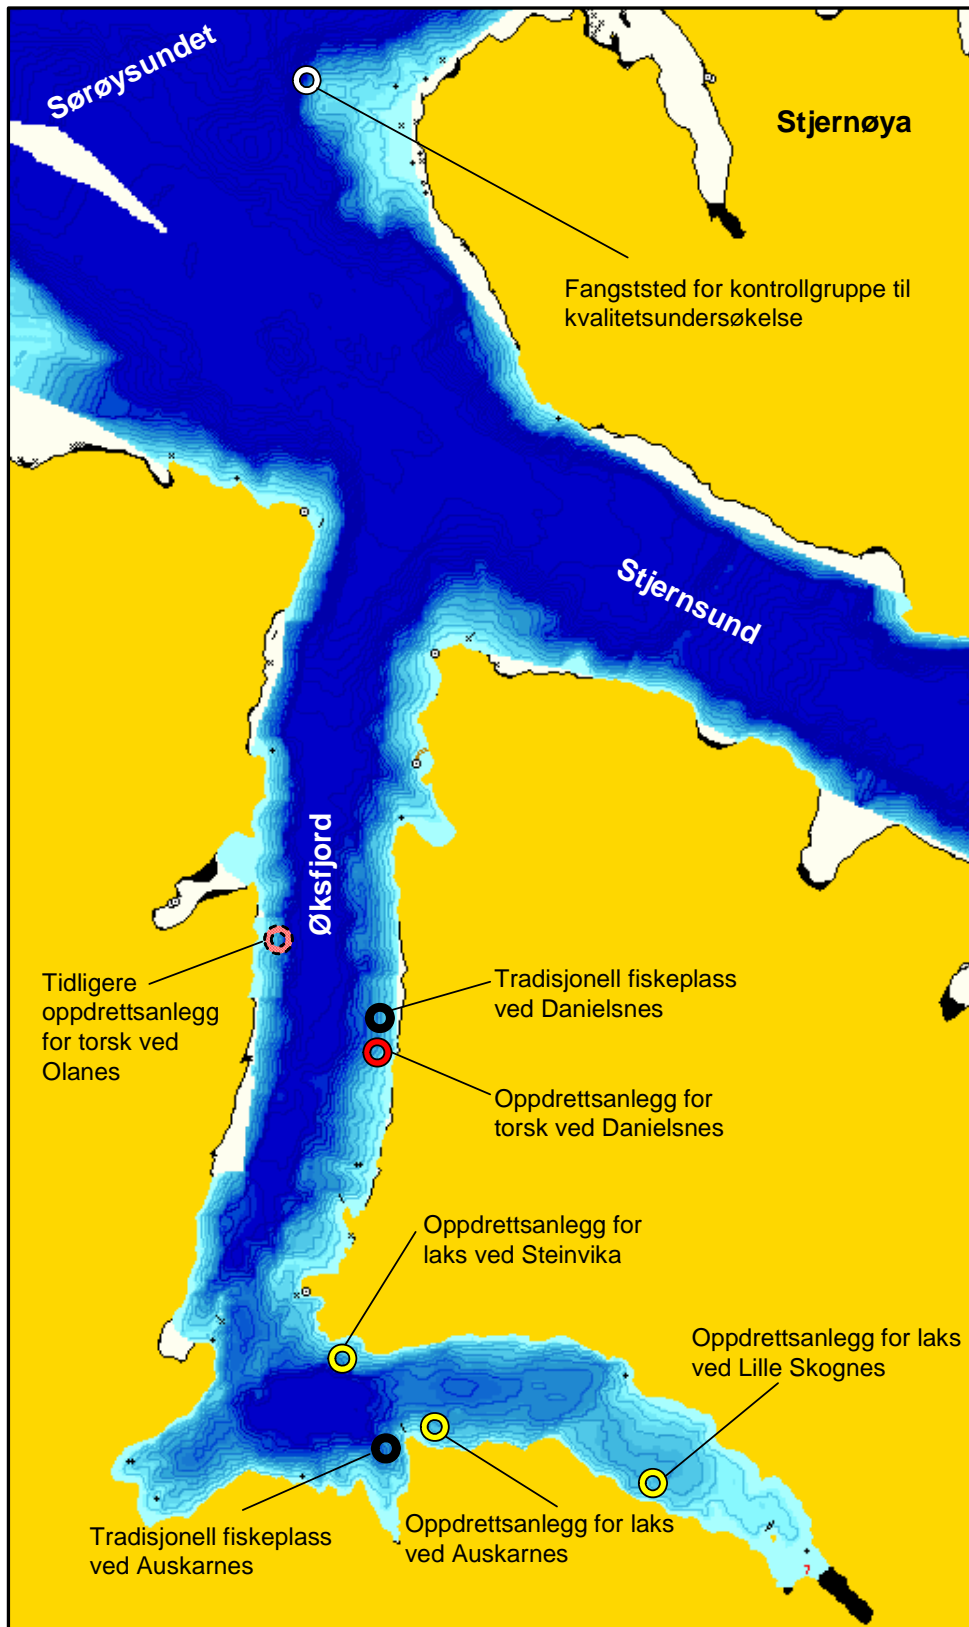 Sørøysundet
Stjernøya
Fangststed for kontrollgruppe til
kvalitetsundersøkelse
Stjernsund
Øksfjord
Tidligere
oppdrettsanlegg
for torsk ved
Olanes
Tradisjonell fiskeplass
ved Danielsnes
Oppdrettsanlegg for
torsk ved Danielsnes
Oppdrettsanlegg for
laks ved Steinvika
Oppdrettsanlegg for laks
ved Lille Skognes
Tradisjonell fiskeplass
ved Auskarnes
Oppdrettsanlegg for laks
ved Auskarnes